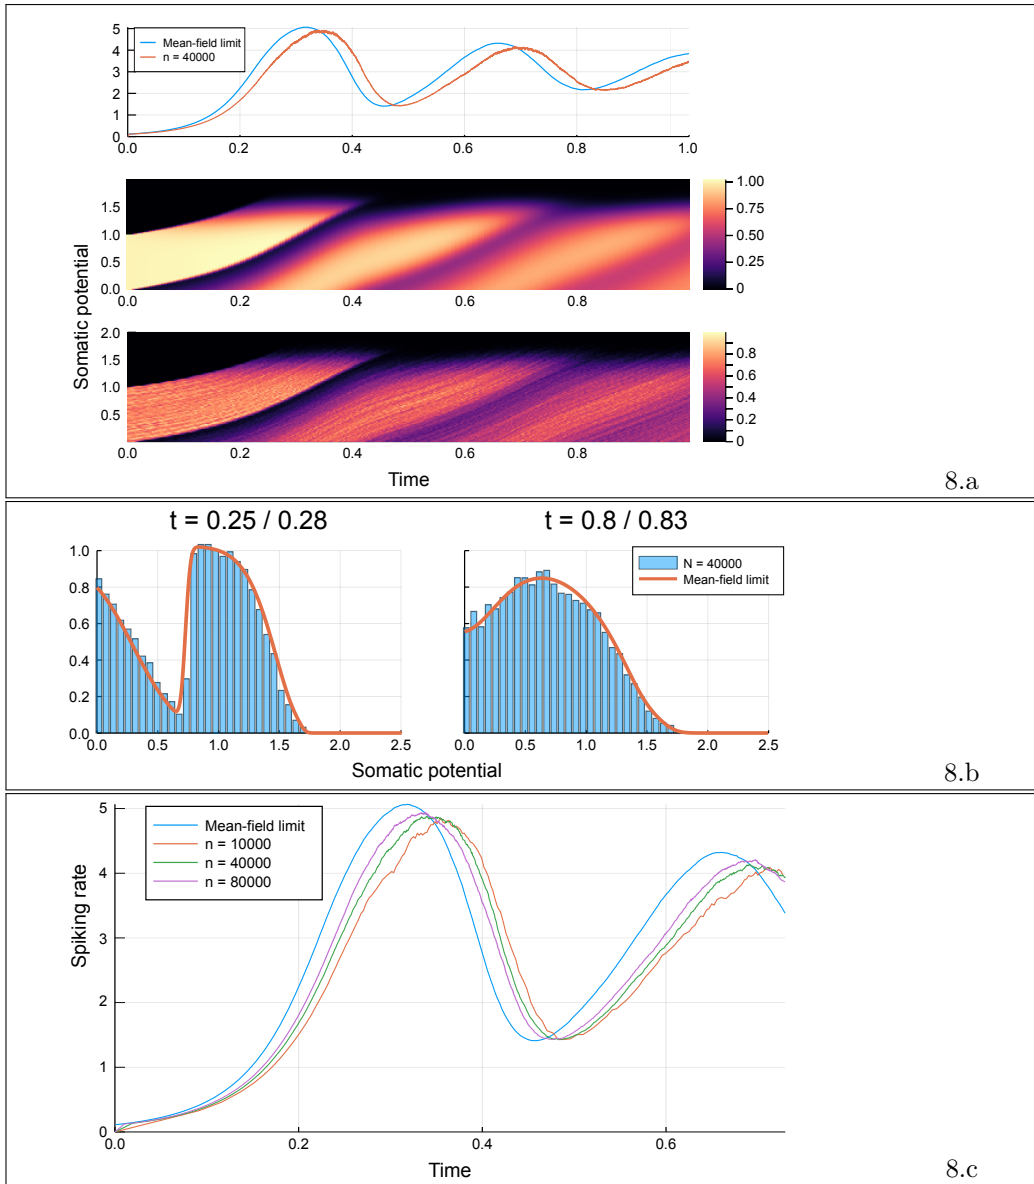 5
4
3
2
1
0
Mean-field limit
n = 40000
0.0 0.2 0.4 0.6 0.8 1.0
Somatic potential
1.5
1.0
0.5
0.0
0.0 0.2 0.4 0.6 0.8
1.00
0.75
0.50
0.25
0
2.0
1.5
1.0
0.5
0.0 0.2 0.4 0.6 0.8
0.8
0.6
0.4
0.2
0
Time
8.a
t = 0.25 / 0.28
1.0
0.8
0.6
0.4
0.2
0.0
0.0 0.5 1.0 1.5 2.0 2.5
t = 0.8 / 0.83
N = 40000
Mean-field limit
0.0 0.5 1.0 1.5 2.0 2.5
Somatic potential
8.b
Spiking rate
5
4
3
2
1
0
Mean-field limit
n = 10000
n = 40000
n = 80000
0.0 0.2 0.4 0.6
Time
8.c